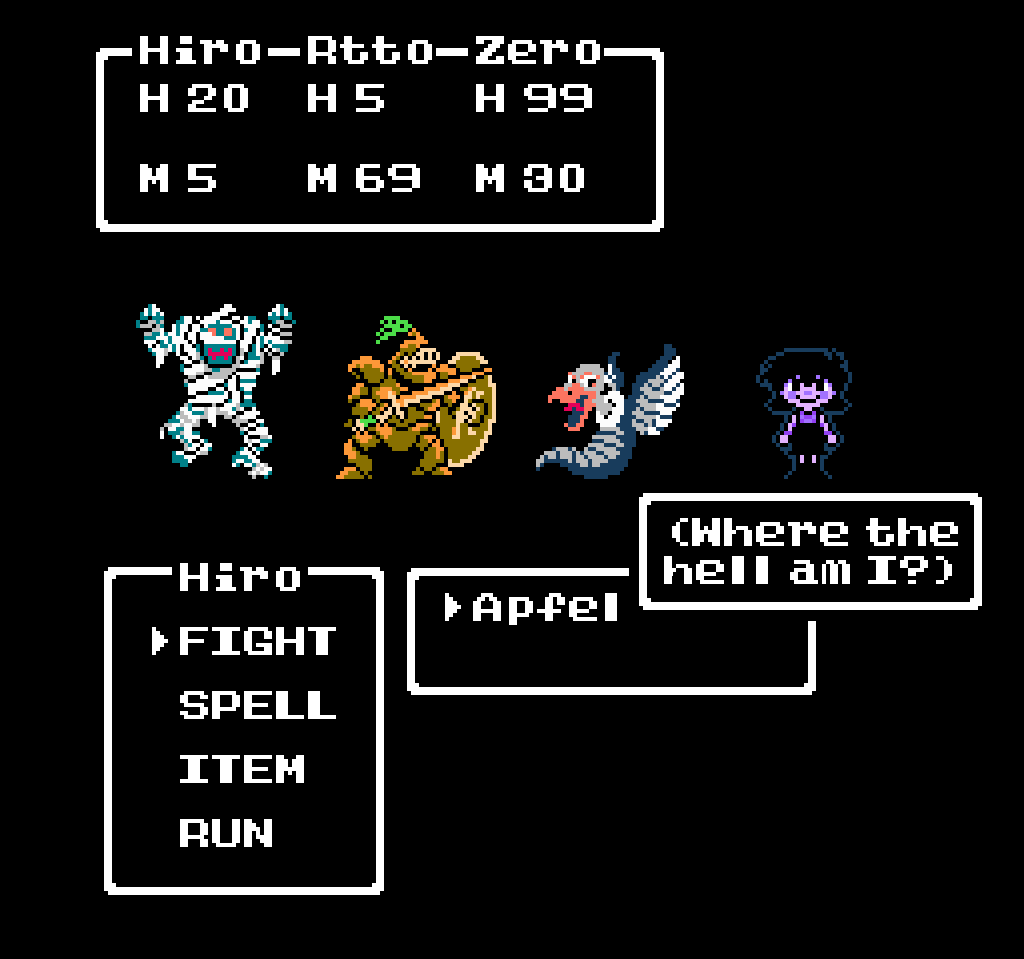 Hiro Rtto Zero
H 20 H 5 H 99
M 5 M 69 M 30
(Where the
hell am I?)
Hiro
▶Apfel
▶FIGHT
SPELL
ITEM
RUN